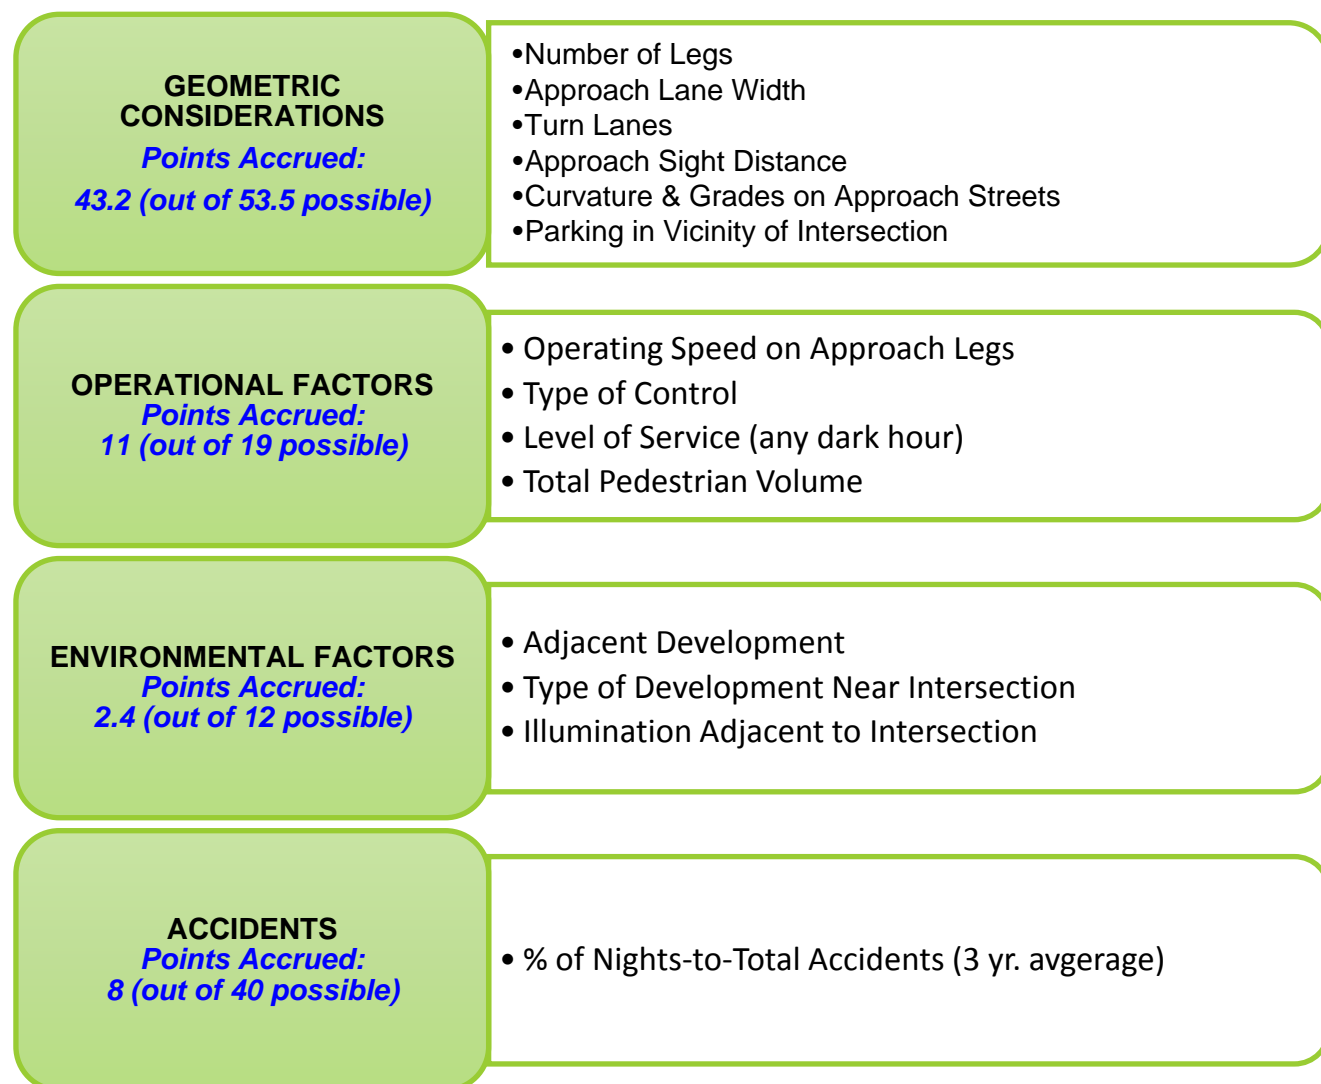 GEOMETRIC
CONSIDERATIONS
Points Accrued:
43.2 (out of 53.5 possible)
•Number of Legs
•Approach Lane Width
•Turn Lanes
•Approach Sight Distance
•Curvature & Grades on Approach Streets
•Parking in Vicinity of Intersection
OPERATIONAL FACTORS
Points Accrued:
11 (out of 19 possible)
• Operating Speed on Approach Legs
• Type of Control
• Level of Service (any dark hour)
• Total Pedestrian Volume
ENVIRONMENTAL FACTORS
Points Accrued:
2.4 (out of 12 possible)
• Adjacent Development
• Type of Development Near Intersection
• Illumination Adjacent to Intersection
ACCIDENTS
Points Accrued:
8 (out of 40 possible)
• % of Nights-to-Total Accidents (3 yr. avgerage)